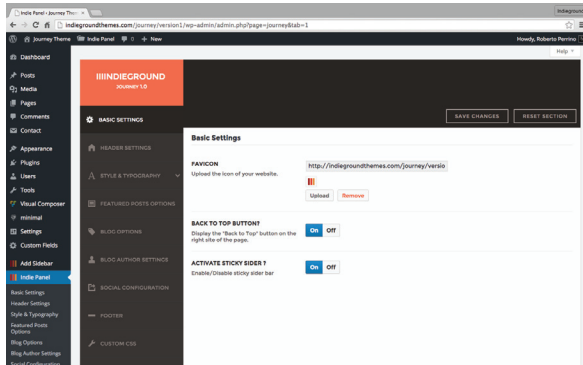 Indie Panel ‹ Journey Them
Indieground
indiegroundthemes.com/journey/version1/wp-admin/admin.php?page=journey&tab=1
Journey Theme
Indie Panel
0
+ New
Howdy, Roberto Perrino
Help
Dashboard
Posts
Media
Pages
Comments
Contact
Appearance
Plugins
Users
Tools
Visual Composer
minimal
Settings
Custom Fields
Add Sidebar
Indie Panel
Basic Settings
Header Settings
Style & Typography
Featured Posts
Options
Blog Options
Blog Author Settings
Social Configuration
IIIINDIEGROUND
JOURNEY 1.0
BASIC SETTINGS
HEADER SETTINGS
STYLE & TYPOGRAPHY
FEATURED POSTS OPTIONS
BLOG OPTIONS
BLOG AUTHOR SETTINGS
SOCIAL CONFIGURATION
FOOTER
CUSTOM CSS
SAVE CHANGES
RESET SECTION
Basic Settings
FAVICON
Upload the icon of your website.
http://indiegroundthemes.com/journey/versio
Upload
Remove
BACK TO TOP BUTTON?
Display the "Back to Top" button on the
right site of the page.
On
Off
ACTIVATE STICKY SIDER ?
Enable/Disable sticky sider bar
On
Off